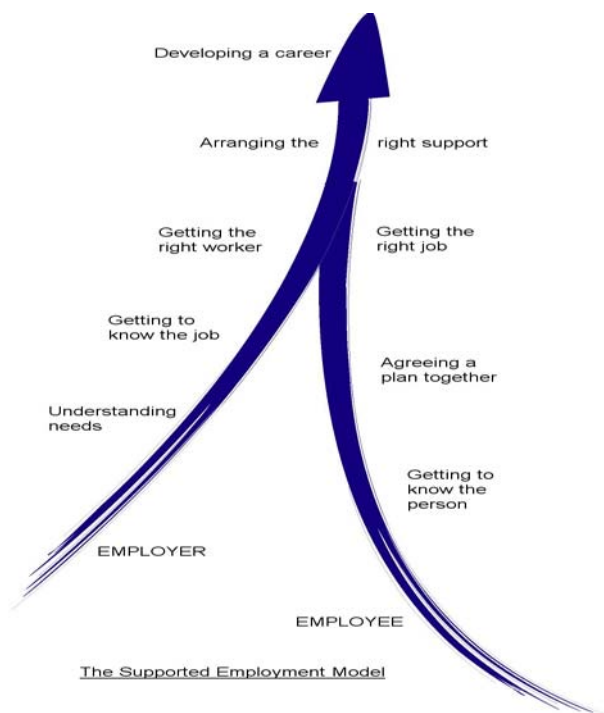 Developing a career
Arranging the right support
Getting the
right worker
Getting the
right job
Getting to
know the job
Agreeing a
plan together
Understanding
needs
Getting to
know the
person
EMPLOYER
EMPLOYEE
The Supported Employment Model